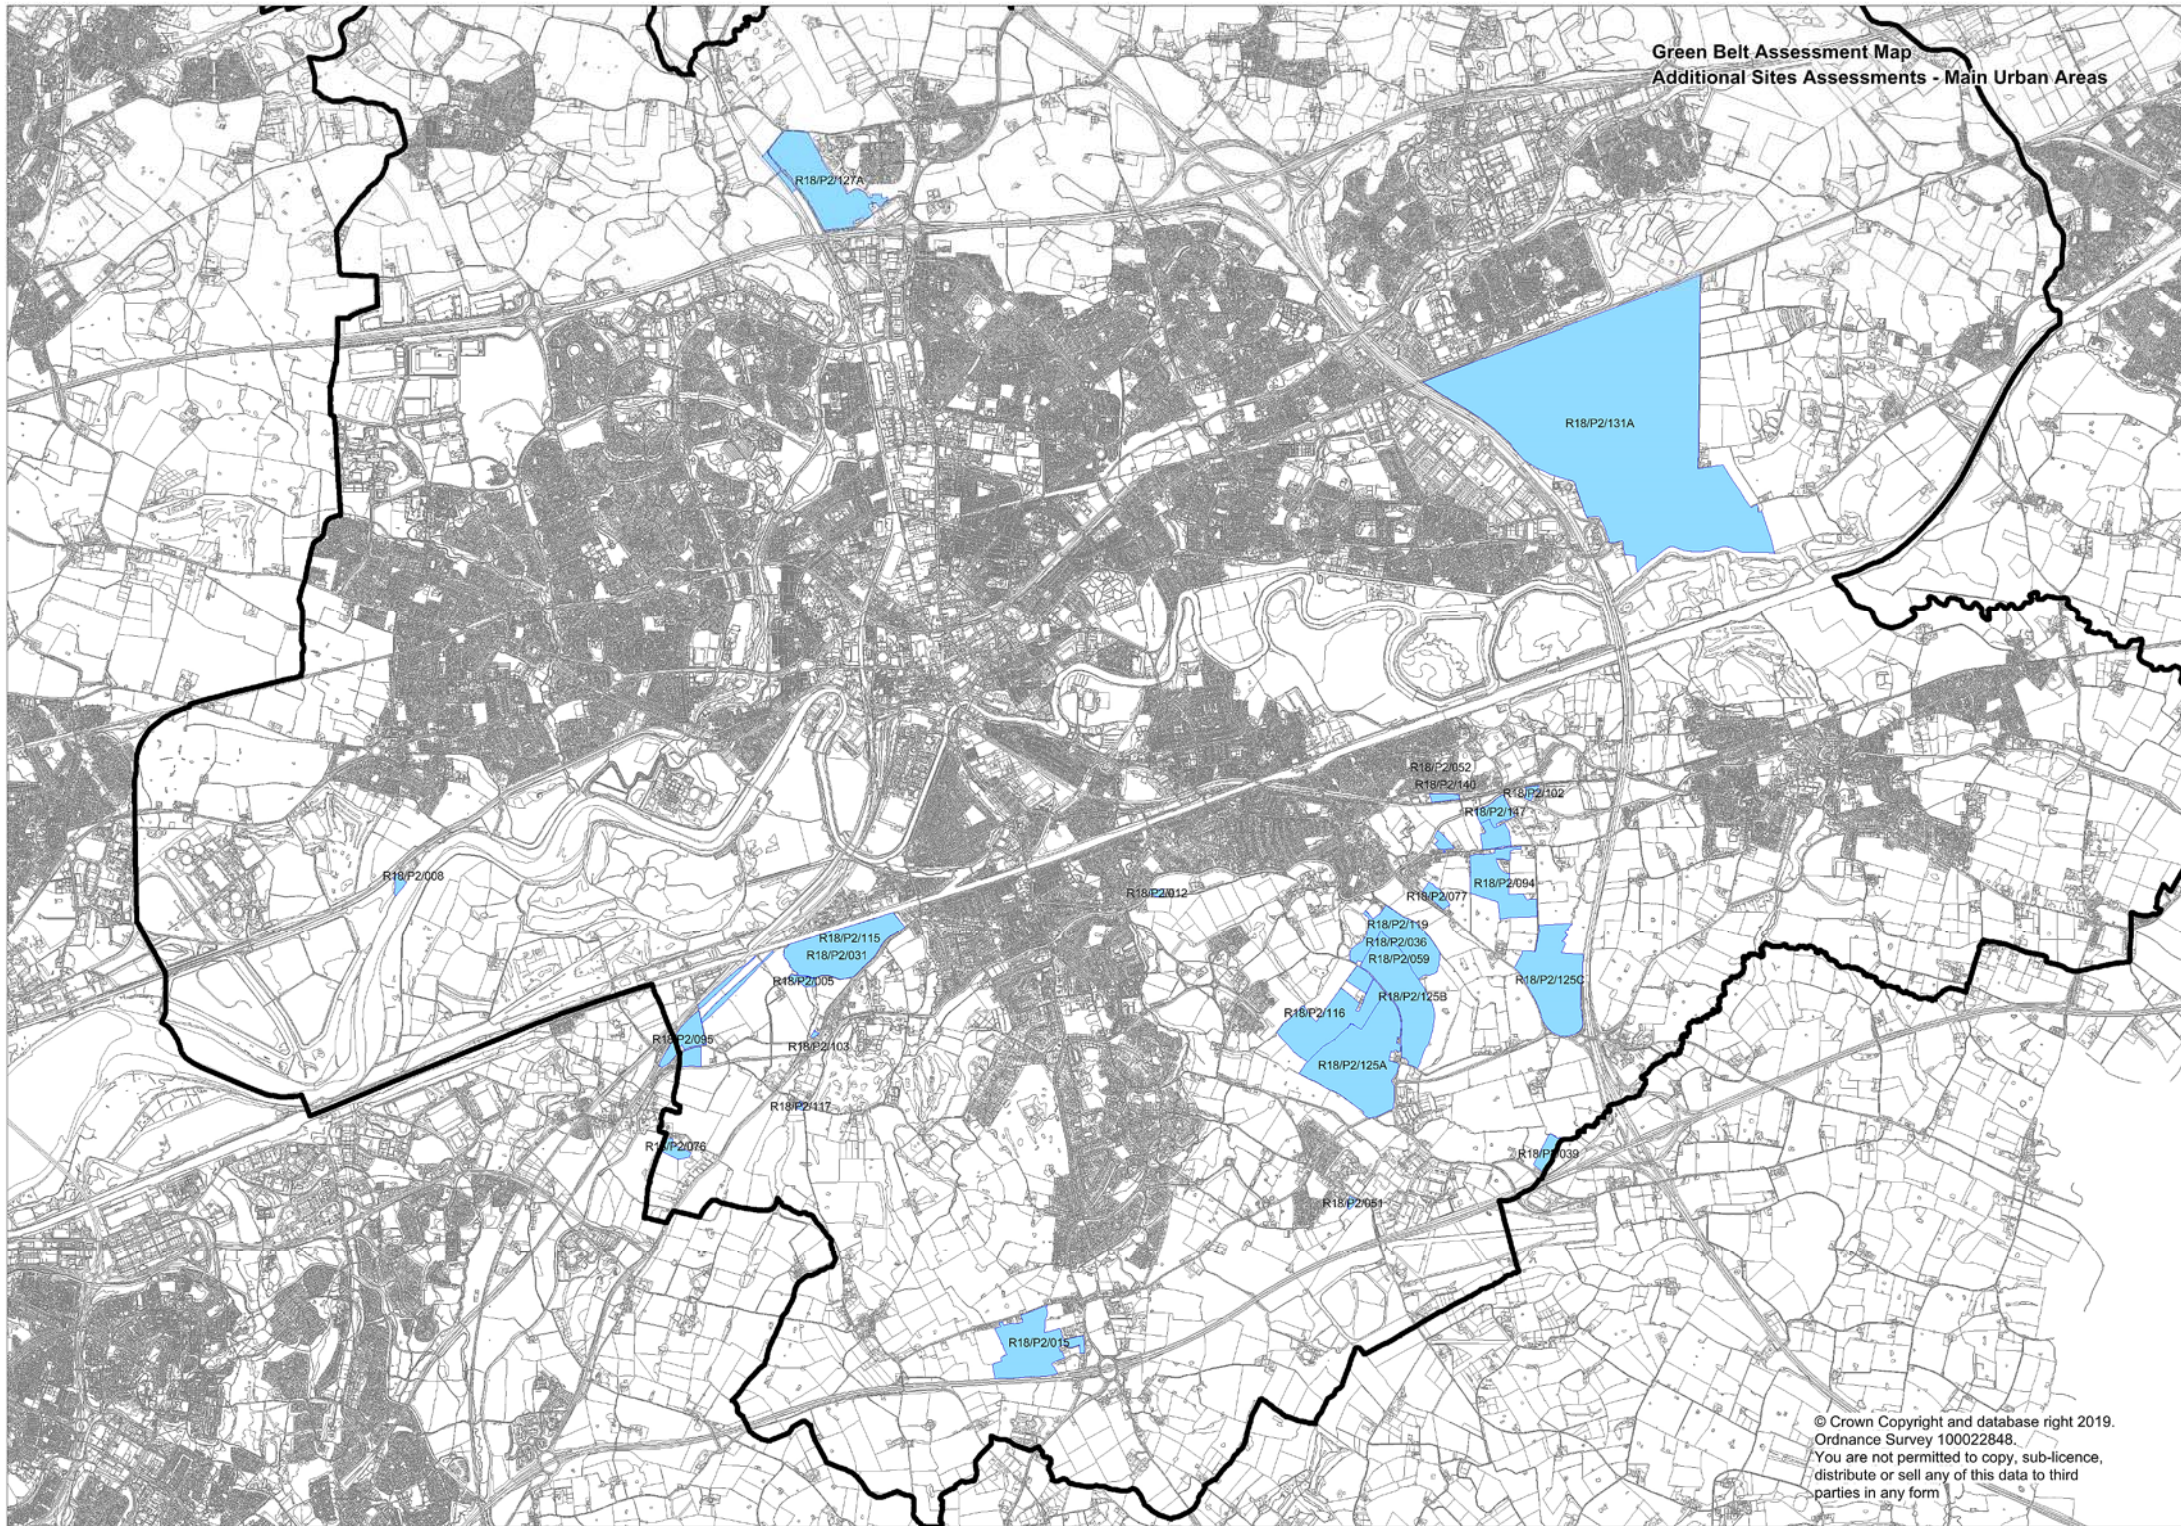 Green Belt Assessment Map
Additional Sites Assessments - Main Urban Areas
R18/P2/127A
R18/P2/131A
R18/P2/052
R18/P2/140
R18/P2/102
R18/P2/147
R18/P2/008
R18/P2/094
R18/P2/012
R18/P2/077
R18/P2/119
R18/P2/115
R18/P2/036
R18/P2/031
R18/P2/059
R18/P2/005
R18/P2/125C
R18/P2/125B
R18/P2/116
R18/P2/095
R18/P2/103
R18/P2/125A
R18/P2/117
R18/P2/076
R18/P2/039
R18/P2/051
R18/P2/015
© Crown Copyright and database right 2019.
Ordnance Survey 100022848.
You are not permitted to copy, sub-licence,
distribute or sell any of this data to third
parties in any form